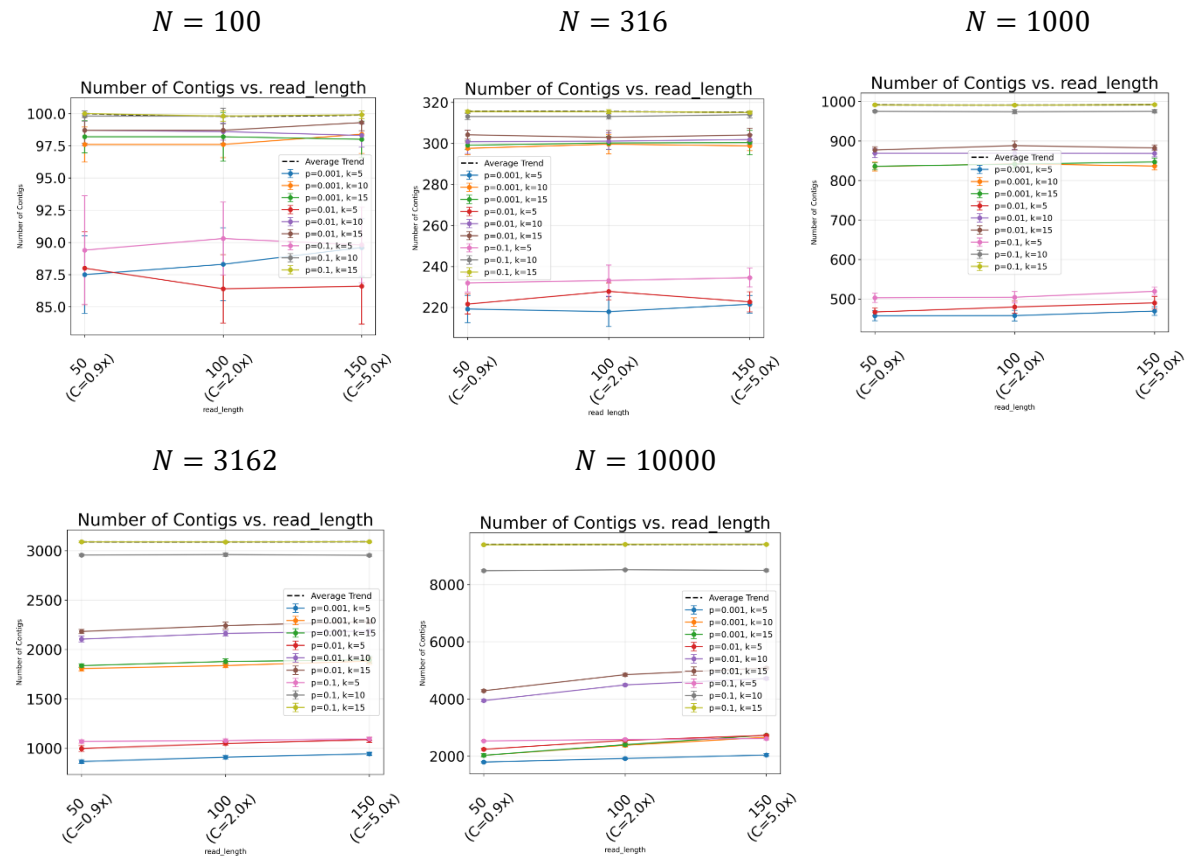 N = 100
N = 316
N = 1000
Number of Contigs vs. read_length
100.0
97.5
95.0
92.5
90.0
87.5
85.0
Number of Contigs
Average Trend
p=0.001, k=5
p=0.001, k=10
p=0.001, k=15
p=0.01, k=5
p=0.01, k=10
p=0.01, k=15
p=0.1, k=5
p=0.1, k=10
p=0.1, k=15
50
(C=0.9x)
100
(C=2.0x)
150
(C=5.0x)
read_length
Number of Contigs vs. read_length
320
300
280
260
240
220
Number of Contigs
Average Trend
p=0.001, k=5
p=0.001, k=10
p=0.001, k=15
p=0.01, k=5
p=0.01, k=10
p=0.01, k=15
p=0.1, k=5
p=0.1, k=10
p=0.1, k=15
50
(C=0.9x)
100
(C=2.0x)
150
(C=5.0x)
read_length
Number of Contigs vs. read_length
1000
900
800
700
600
500
Number of Contigs
Average Trend
p=0.001, k=5
p=0.001, k=10
p=0.001, k=15
p=0.01, k=5
p=0.01, k=10
p=0.01, k=15
p=0.1, k=5
p=0.1, k=10
p=0.1, k=15
50
(C=0.9x)
100
(C=2.0x)
150
(C=5.0x)
read_length
N = 3162
N = 10000
Number of Contigs vs. read_length
3000
2500
2000
1500
1000
Number of Contigs
Average Trend
p=0.001, k=5
p=0.001, k=10
p=0.001, k=15
p=0.01, k=5
p=0.01, k=10
p=0.01, k=15
p=0.1, k=5
p=0.1, k=10
p=0.1, k=15
50
(C=0.9x)
100
(C=2.0x)
150
(C=5.0x)
read_length
Number of Contigs vs. read_length
8000
6000
4000
2000
Number of Contigs
Average Trend
p=0.001, k=5
p=0.001, k=10
p=0.001, k=15
p=0.01, k=5
p=0.01, k=10
p=0.01, k=15
p=0.1, k=5
p=0.1, k=10
p=0.1, k=15
50
(C=0.9x)
100
(C=2.0x)
150
(C=5.0x)
read_length